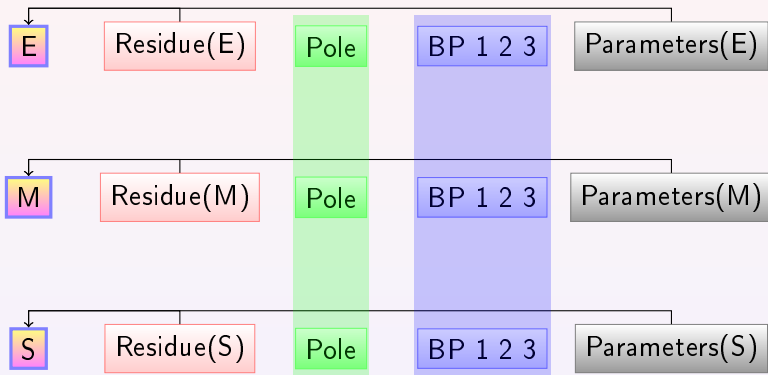 E Residue(E) Pole BP 1 2 3 Parameters(E)
M Residue(M) Pole BP 1 2 3 Parameters(M)
S Residue(S) Pole BP 1 2 3 Parameters(S)